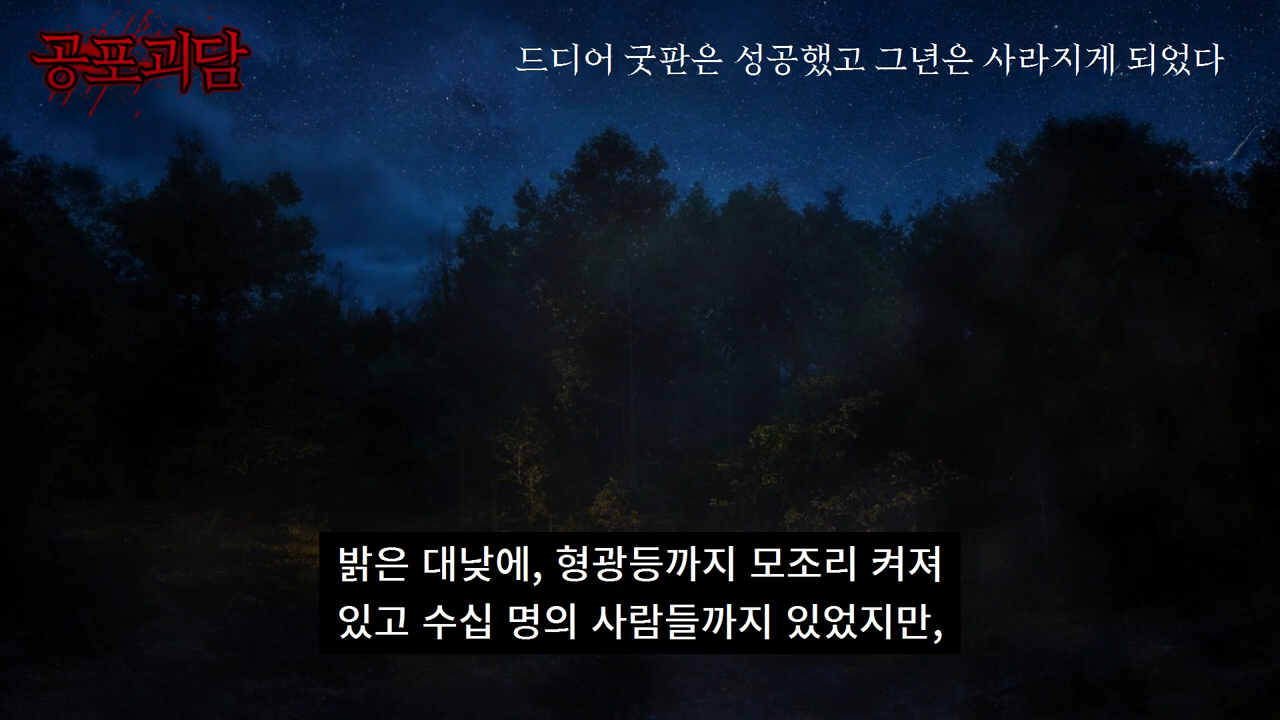 공포괴담
드디어 굿판은 성공했고 그년은 사라지게 되었다
밝은 대낮에, 형광등까지 모조리 켜져
있고 수십 명의 사람들까지 있었지만,